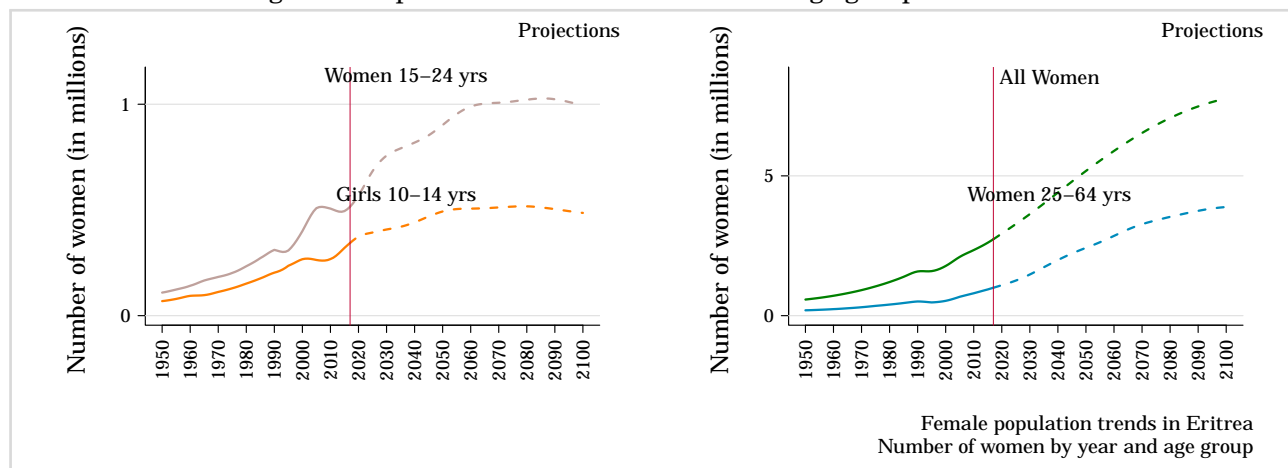 Projections
Number of women (in millions)
Women 15–24 yrs
Girls 10–14 yrs
1
0
1950 1960 1970 1980 1990 2000 2010 2020 2030 2040 2050 2060 2070 2080 2090 2100
Projections
Number of women (in millions)
All Women
Women 25–64 yrs
5
0
1950 1960 1970 1980 1990 2000 2010 2020 2030 2040 2050 2060 2070 2080 2090 2100
Female population trends in Eritrea
Number of women by year and age group